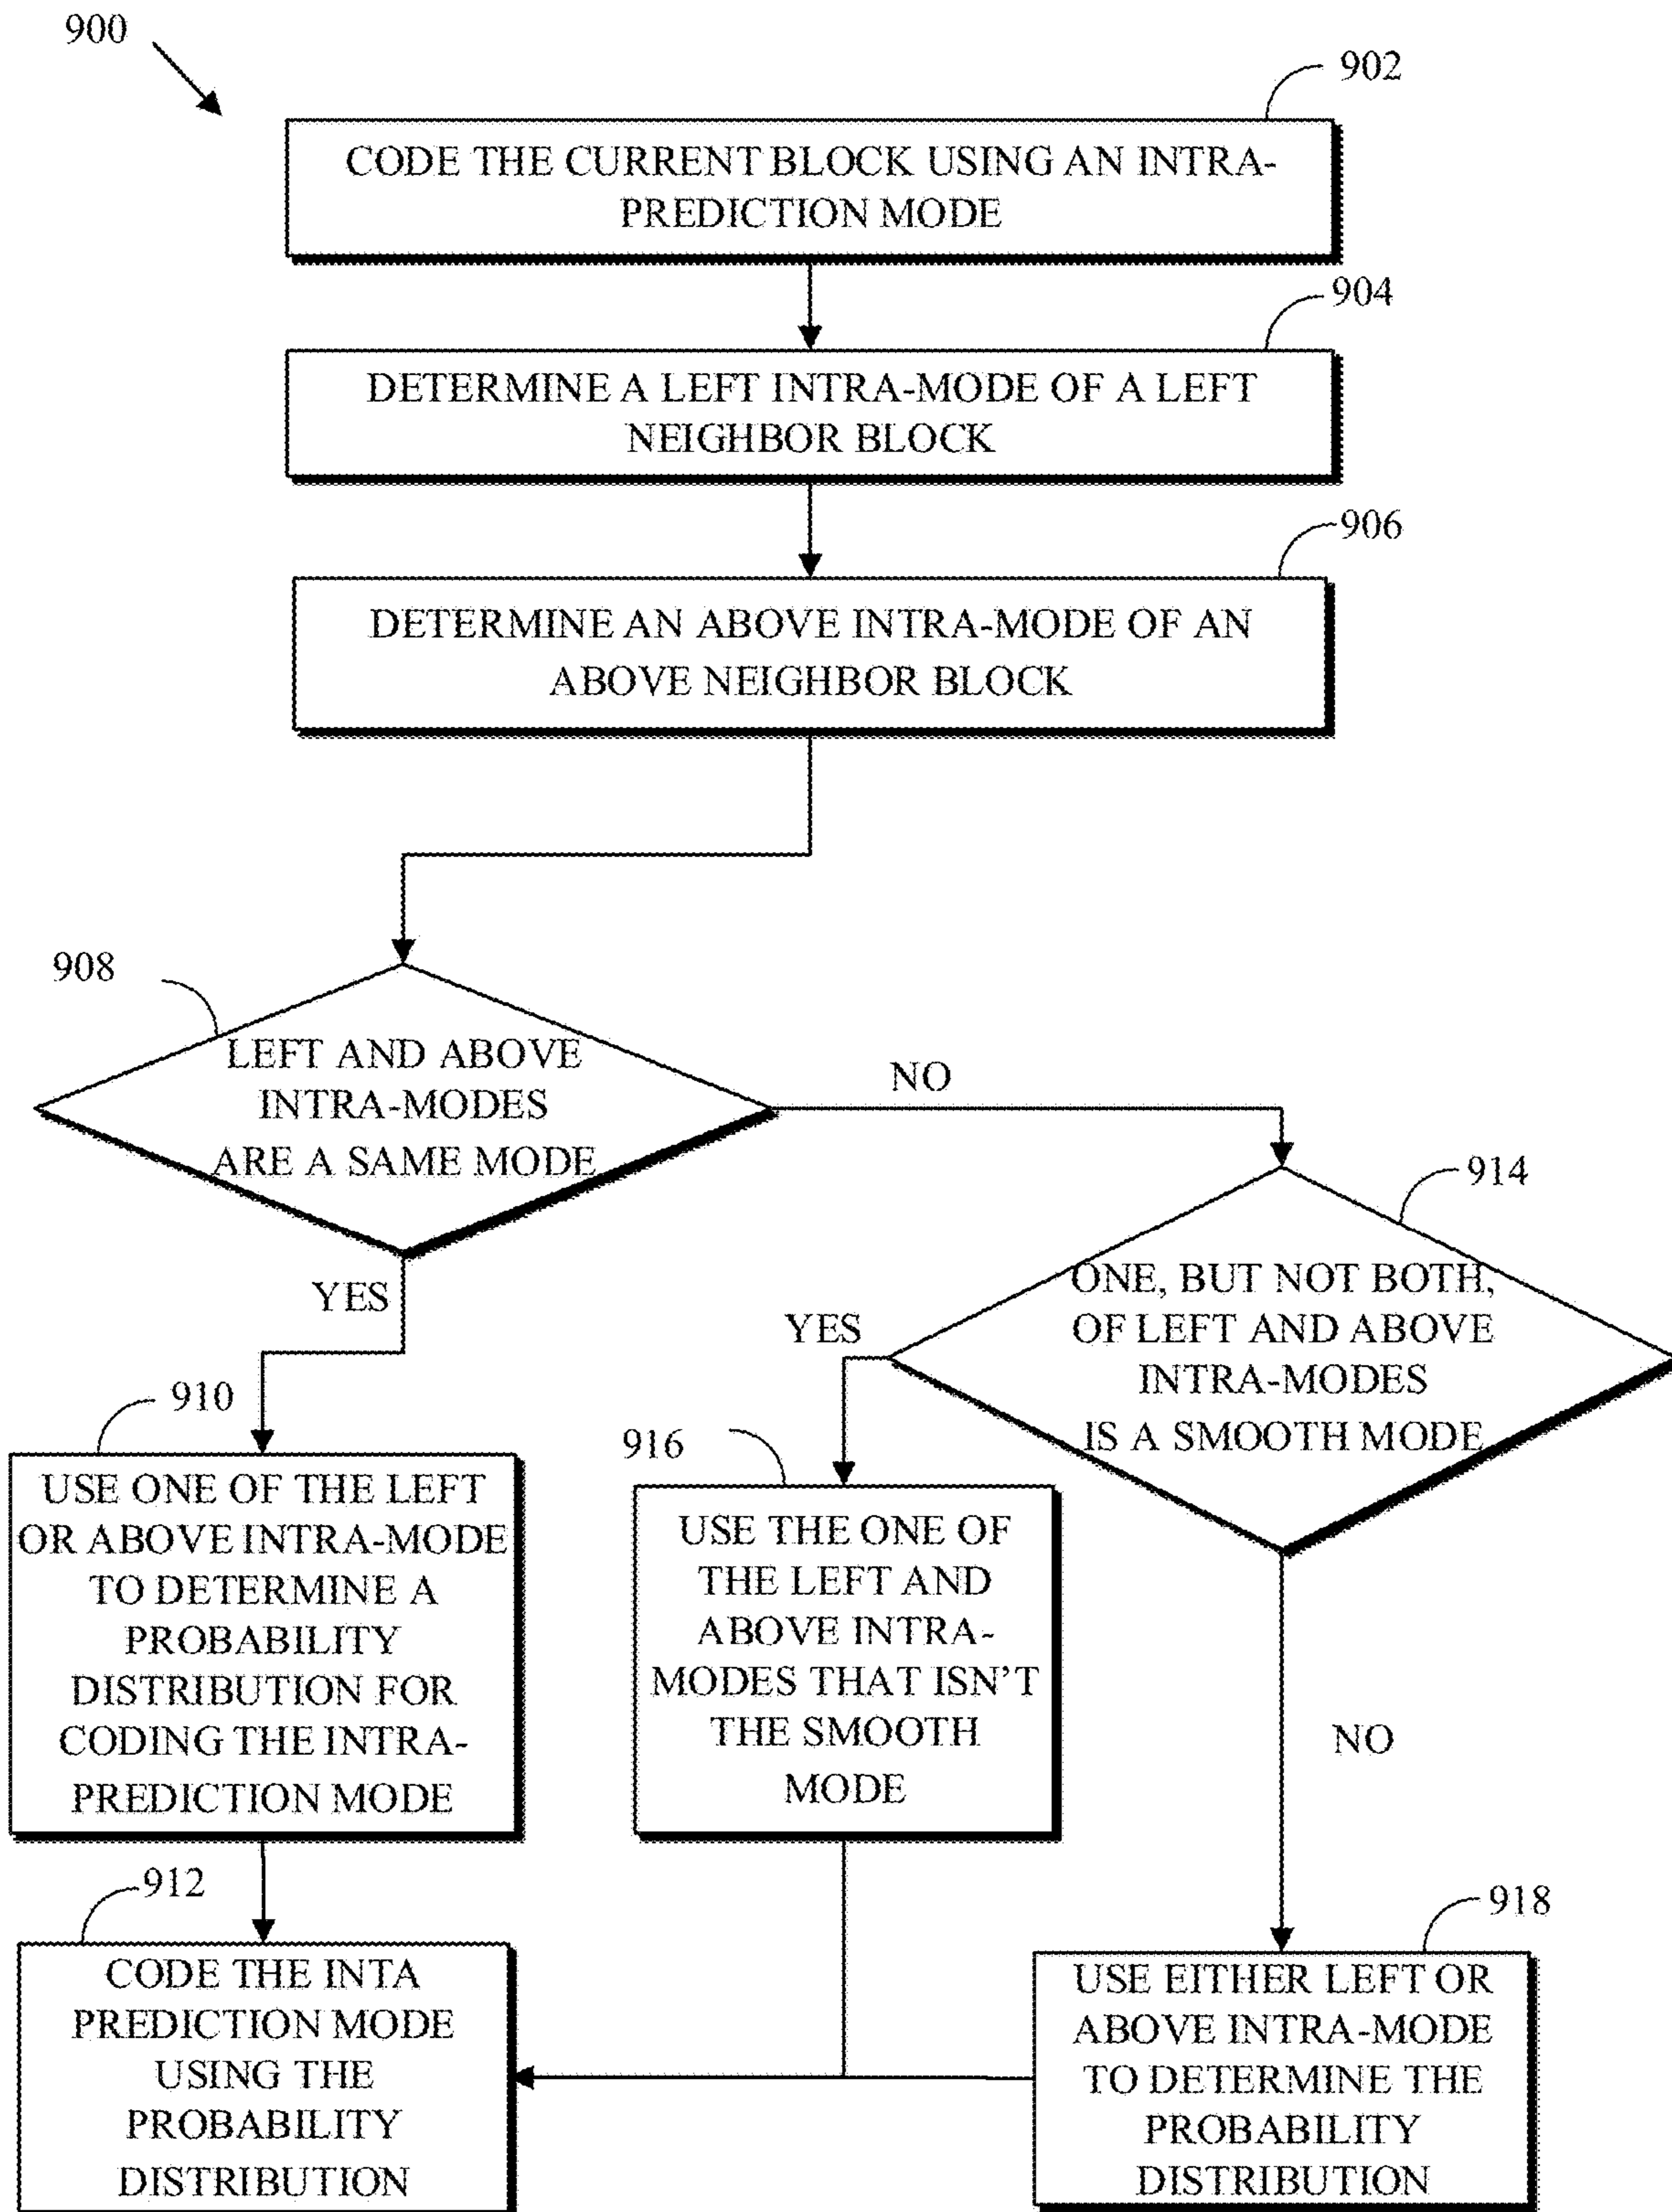 900
902
CODE THE CURRENT BLOCK USING AN INTRA-
PREDICTION MODE
904
DETERMINE A LEFT INTRA-MODE OF A LEFT
NEIGHBOR BLOCK
906
DETERMINE AN ABOVE INTRA-MODE OF AN
ABOVE NEIGHBOR BLOCK
908
LEFT AND ABOVE
INTRA-MODES
ARE A SAME MODE
NO
YES
914
ONE, BUT NOT BOTH,
OF LEFT AND ABOVE
INTRA-MODES
IS A SMOOTH MODE
YES
NO
910
USE ONE OF THE LEFT
OR ABOVE INTRA-MODE
TO DETERMINE A
PROBABILITY
DISTRIBUTION FOR
CODING THE INTRA-
PREDICTION MODE
916
USE THE ONE OF
THE LEFT AND
ABOVE INTRA-
MODES THAT ISN'T
THE SMOOTH
MODE
912
CODE THE INTA
PREDICTION MODE
USING THE
PROBABILITY
DISTRIBUTION
918
USE EITHER LEFT OR
ABOVE INTRA-MODE
TO DETERMINE THE
PROBABILITY
DISTRIBUTION